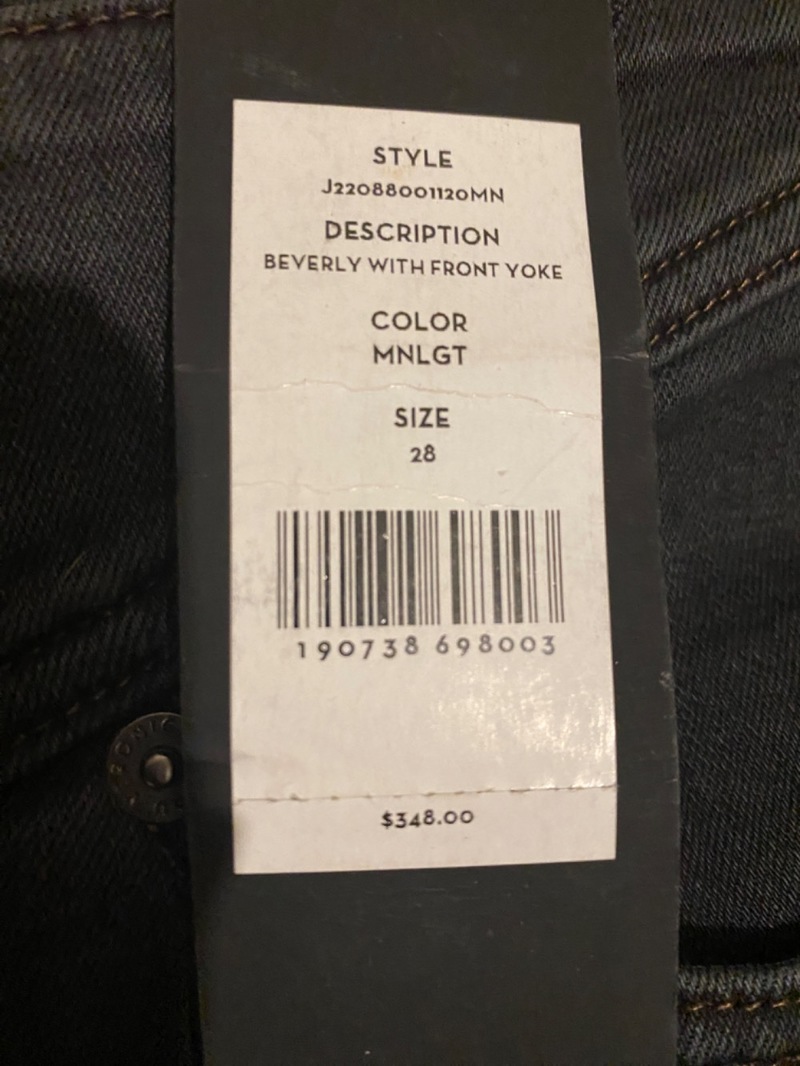 STYLE
J22088001120MN
DESCRIPTION
BEVERLY WITH FRONT YOKE
COLOR
MNLGT
SIZE
28
190738 698003
$348.00